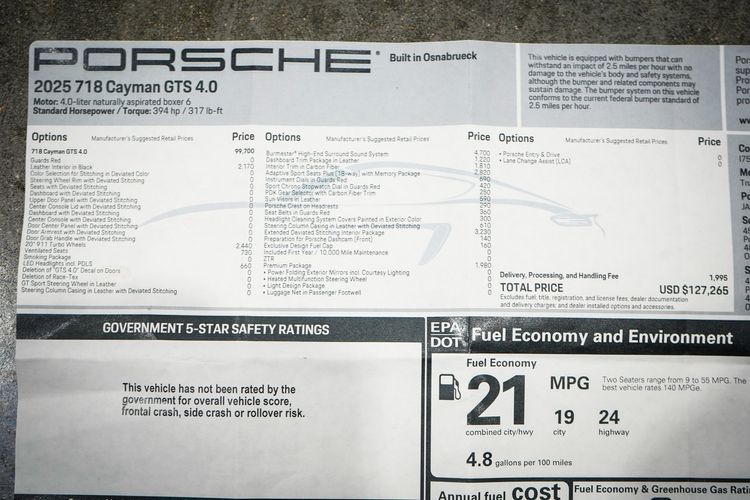 PORSCHE®
Built in Osnabrueck
2025 718 Cayman GTS 4.0
Motor: 4.0-liter naturally aspirated boxer 6
Standard Horsepower / Torque: 394 hp / 317 lb-ft
This vehicle is equipped with bumpers that can
withstand an impact of 2.5 miles per hour with no
damage to the vehicle's body and safety systems,
although the bumper and related components may
sustain damage. The bumper system on this vehicle
conforms to the current federal bumper standard of
2.5 miles per hour.
Options Manufacturer's Suggested Retail Prices Price
718 Cayman GTS 4.0 99,700
Guards Red 0
Leather Interior in Black 2,170
Color Selection for Stitching in Deviated Color 0
Steering Wheel Rim with Deviated Stitching 0
Seats with Deviated Stitching 0
Dashboard with Deviated Stitching 0
Upper Door Panel with Deviated Stitching 0
Center Console Lid with Deviated Stitching 0
Dashboard with Deviated Stitching 0
Center Console with Deviated Stitching 0
Door Center Panel with Deviated Stitching 0
Door Armrest with Deviated Stitching 0
Door Grab Handle with Deviated Stitching 0
20" 911 Turbo Wheels 2,440
Ventilated Seats 730
Smoking Package 0
LED Headlights incl. PDLS 660
Deletion of "GTS 4.0" Decal on Doors 0
Deletion of Race-Tex 0
GT Sport Steering Wheel in Leather 0
Steering Column Casing in Leather with Deviated Stitching 0
Options Manufacturer's Suggested Retail Prices Price
Burmester® High-End Surround Sound System 4,700
Dashboard Trim Package in Leather 1,220
Interior Trim in Carbon Fiber 1,810
Adaptive Sport Seats Plus (18-way) with Memory Package 2,820
Instrument Dials in Guards Red 690
Sport Chrono Stopwatch Dial in Guards Red 420
PDK Gear Selector with Carbon Fiber Trim 250
Sun Visors in Leather 690
Porsche Crest on Headrests 290
Seat Belts in Guards Red 360
Headlight Cleaning System Covers Painted in Exterior Color 300
Steering Column Casing in Leather with Deviated Stitching 610
Extended Deviated Stitching Interior Package 3,230
Preparation for Porsche Dashcam (Front) 140
Exclusive Design Fuel Cap 160
Included First Year / 10,000 Mile Maintenance 0
ZTR 0
Premium Package 1,980
• Power Folding Exterior Mirrors incl. Courtesy Lighting 0
• Heated Multifunction Steering Wheel 0
• Light Design Package 0
• Luggage Net in Passenger Footwell 0
Options Manufacturer's Suggested Retail Prices Price
• Porsche Entry & Drive 0
• Lane Change Assist (LCA) 0
Delivery, Processing, and Handling Fee 1,995
TOTAL PRICE USD $127,265
Excludes fuel, title, registration, and license fees, dealer documentation
and delivery charges, and dealer installed options and accessories.
GOVERNMENT 5-STAR SAFETY RATINGS
This vehicle has not been rated by the
government for overall vehicle score,
frontal crash, side crash or rollover risk.
EPA
DOT
Fuel Economy and Environment
Fuel Economy
21 MPG
combined city/hwy
19 city
24 highway
Two Seaters range from 9 to 55 MPG. The
best vehicle rates 140 MPGe.
4.8 gallons per 100 miles
Annual fuel cost
Fuel Economy & Greenhouse Gas